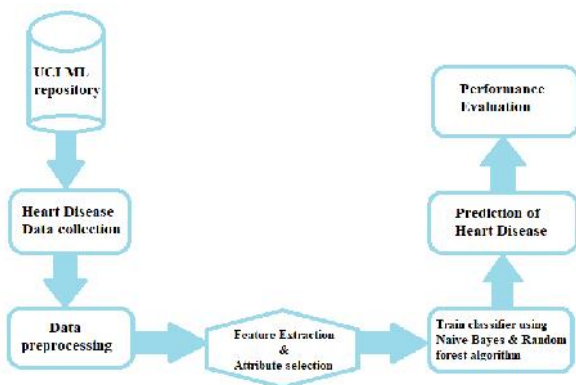 UCI ML
repository
Heart Disease
Data collection
Data
preprocessing
Feature Extraction
&
Attribute selection
Train classifier using
Naive Bayes & Random
forest algorithm
Prediction of
Heart Disease
Performance
Evaluation